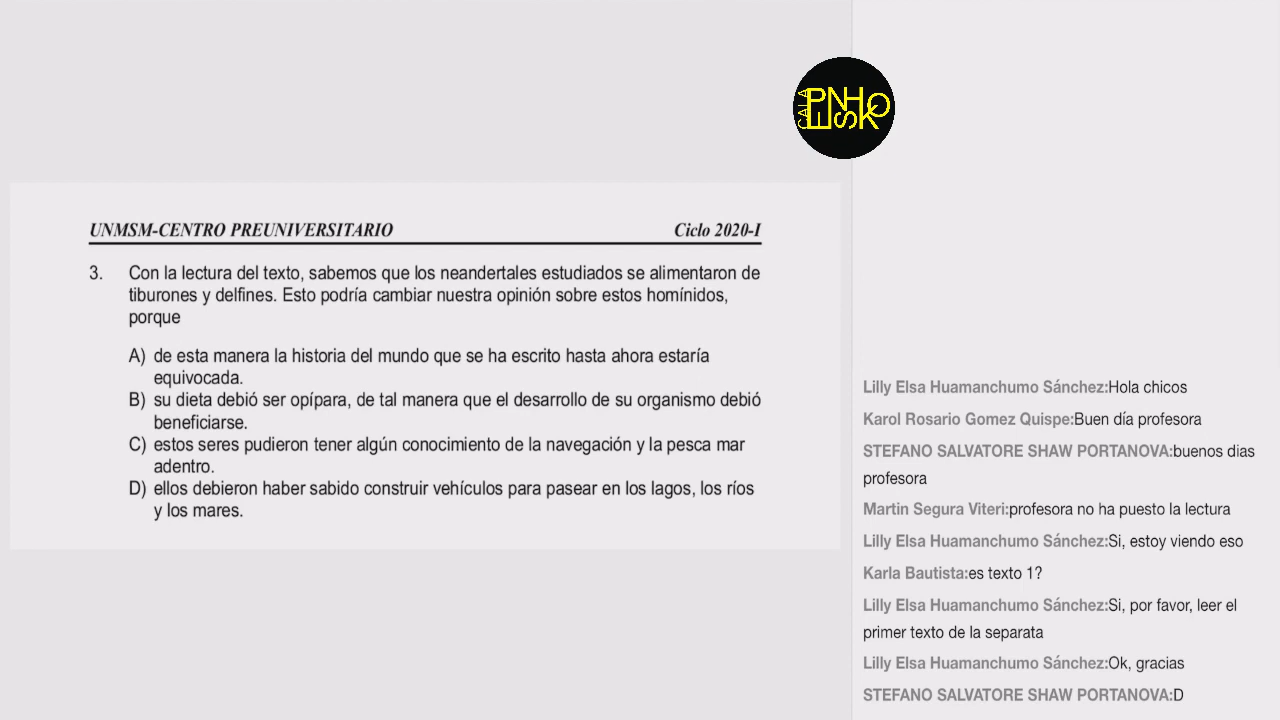 CALA
PENHESKO
UNMSM-CENTRO PREUNIVERSITARIO Ciclo 2020-I
3. Con la lectura del texto, sabemos que los neandertales estudiados se alimentaron de
tiburones y delfines. Esto podría cambiar nuestra opinión sobre estos homínidos,
porque
A) de esta manera la historia del mundo que se ha escrito hasta ahora estaría
equivocada.
B) su dieta debió ser opípara, de tal manera que el desarrollo de su organismo debió
beneficiarse.
C) estos seres pudieron tener algún conocimiento de la navegación y la pesca mar
adentro.
D) ellos debieron haber sabido construir vehículos para pasear en los lagos, los ríos
y los mares.
Lilly Elsa Huamanchumo Sánchez:Hola chicos
Karol Rosario Gomez Quispe:Buen día profesora
STEFANO SALVATORE SHAW PORTANOVA:buenos dias
profesora
Martin Segura Viteri:profesora no ha puesto la lectura
Lilly Elsa Huamanchumo Sánchez:Si, estoy viendo eso
Karla Bautista:es texto 1?
Lilly Elsa Huamanchumo Sánchez:Si, por favor, leer el
primer texto de la separata
Lilly Elsa Huamanchumo Sánchez:Ok, gracias
STEFANO SALVATORE SHAW PORTANOVA:D